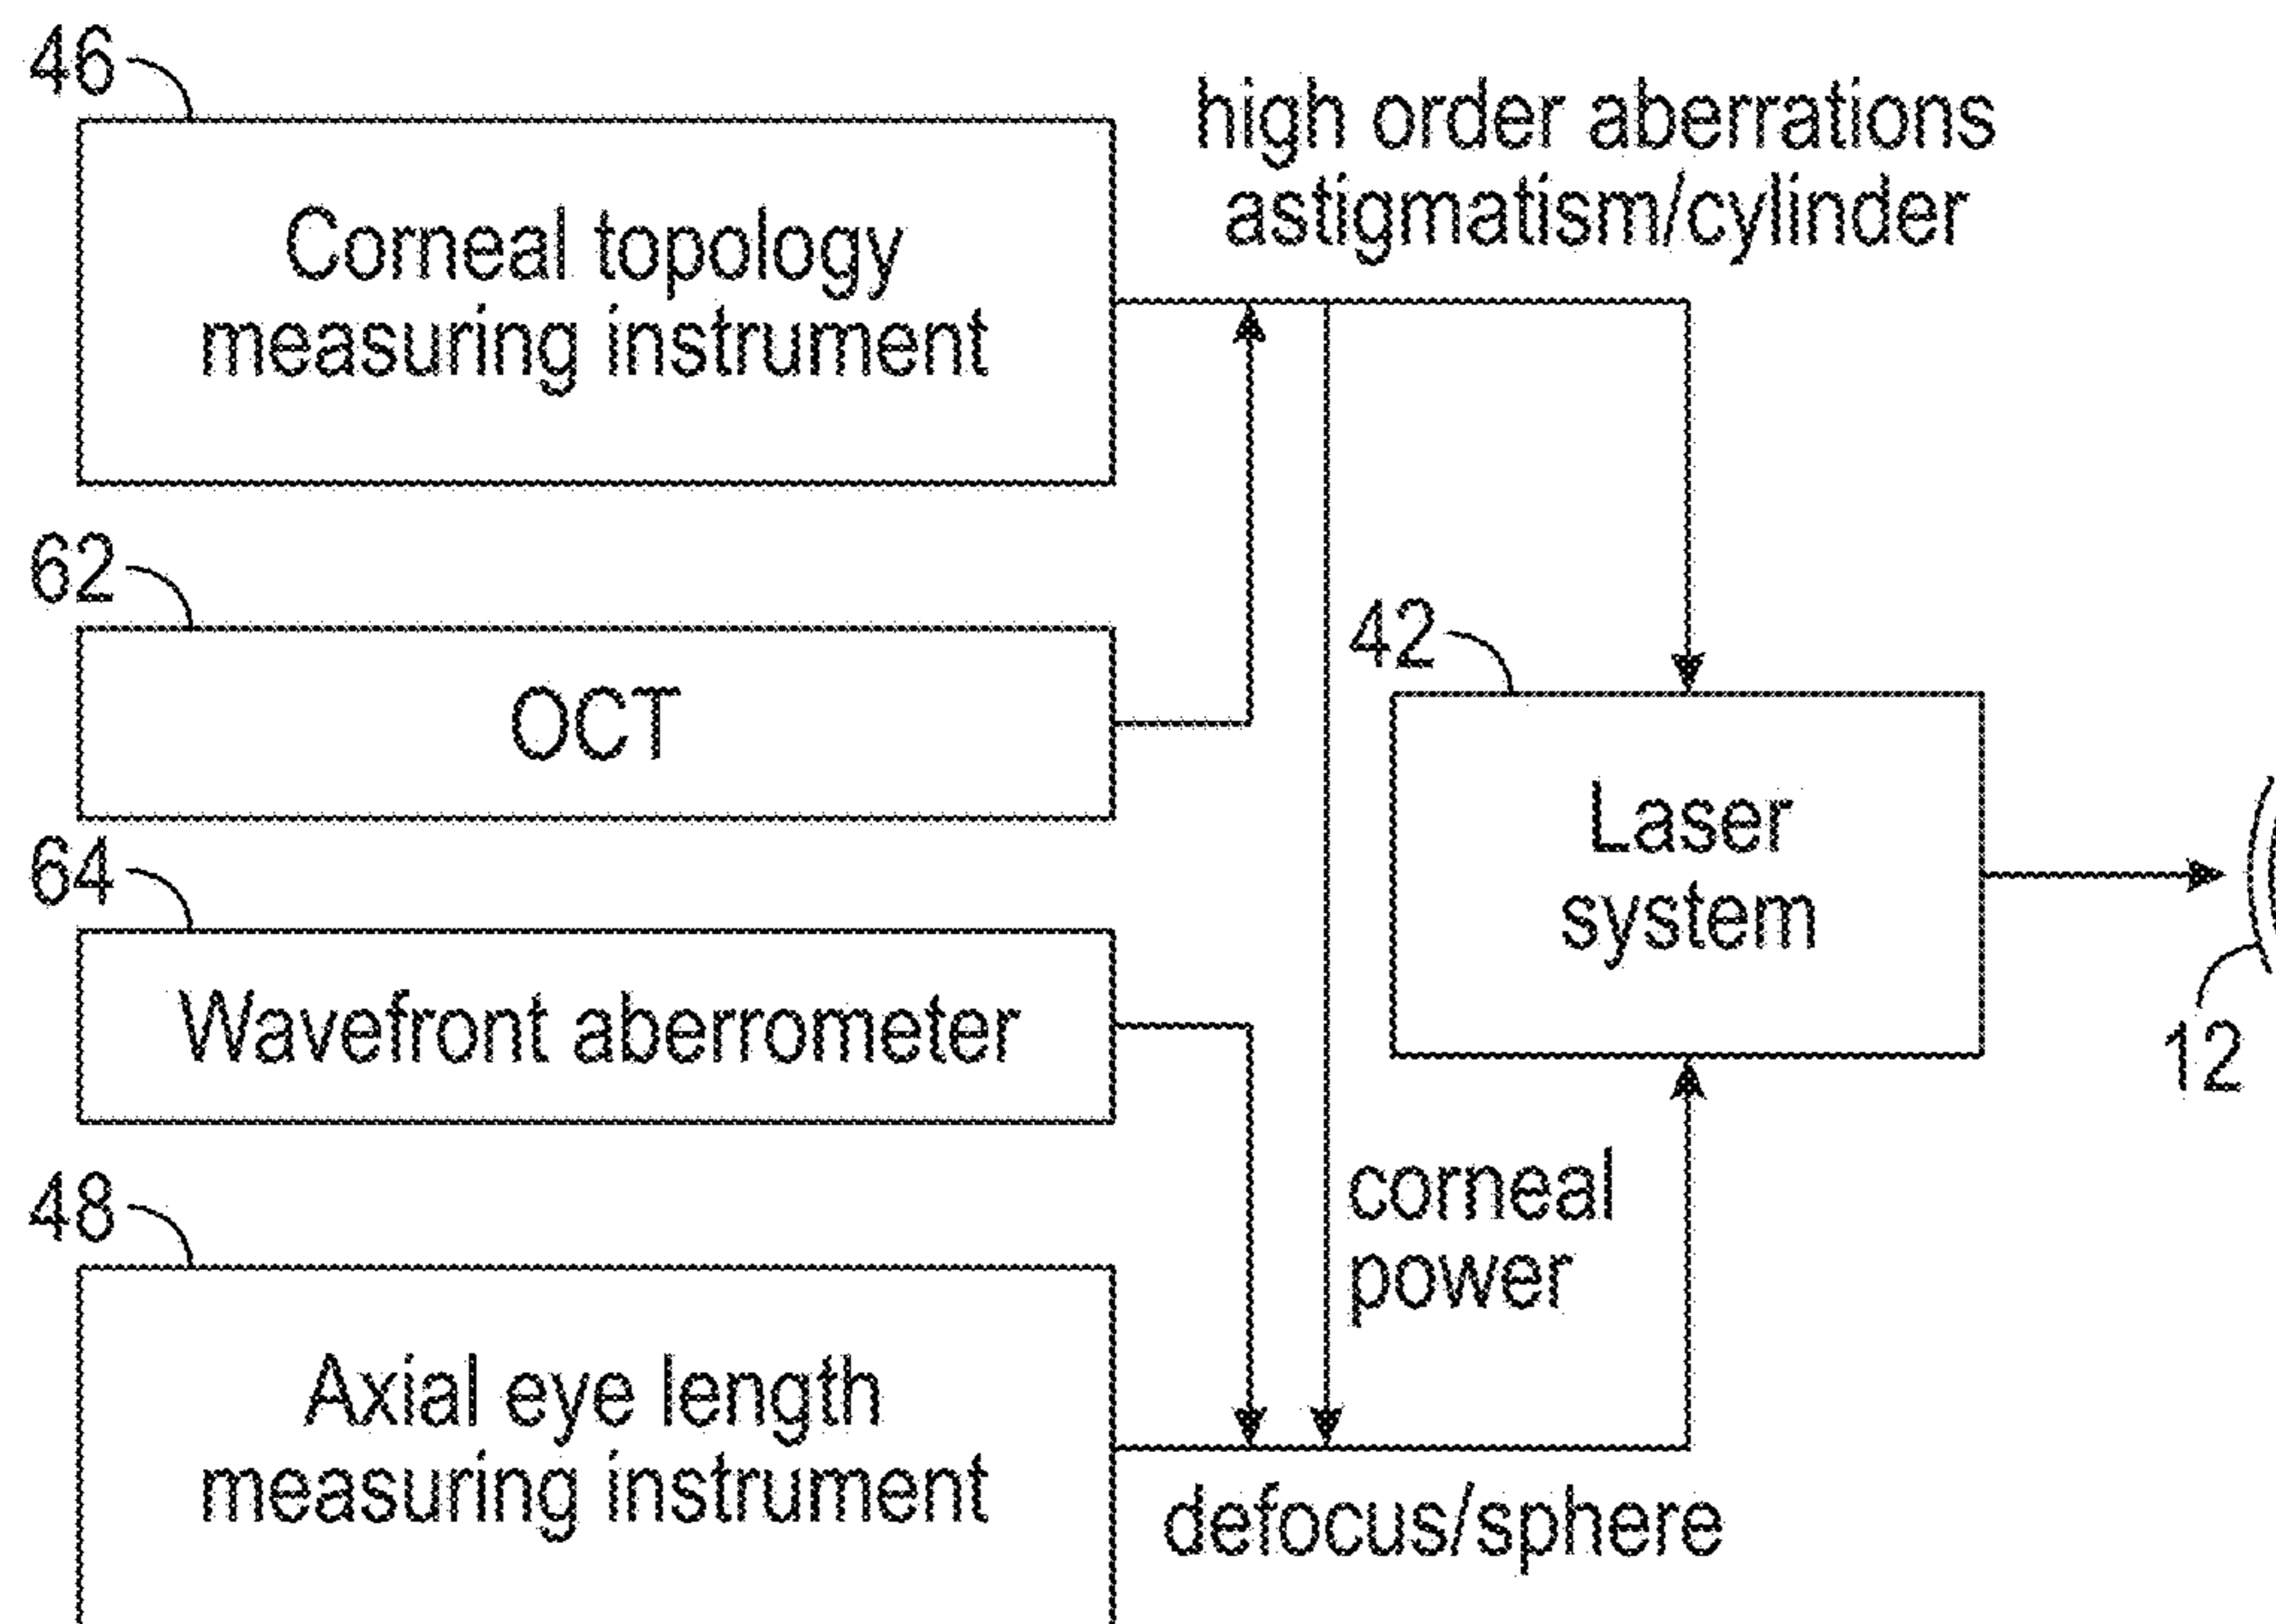 46
high order aberrations
astigmatism/cylinder
Corneal topology
measuring instrument
62
OCT
42
Laser
system
64
Wavefront aberrometer
12
corneal
power
48
Axial eye length
measuring instrument
defocus/sphere